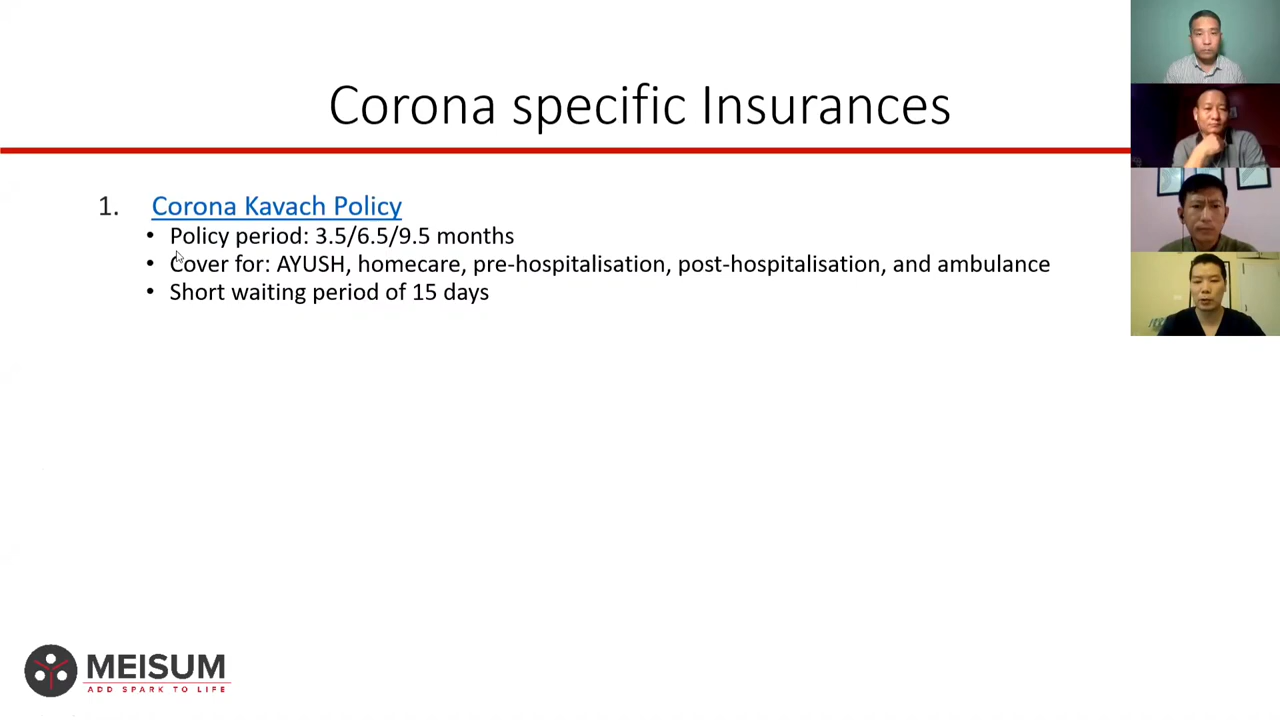 Corona specific Insurances
1. Corona Kavach Policy
• Policy period: 3.5/6.5/9.5 months
• Cover for: AYUSH, homecare, pre-hospitalisation, post-hospitalisation, and ambulance
• Short waiting period of 15 days
MEISUM
ADD SPARK TO LIFE